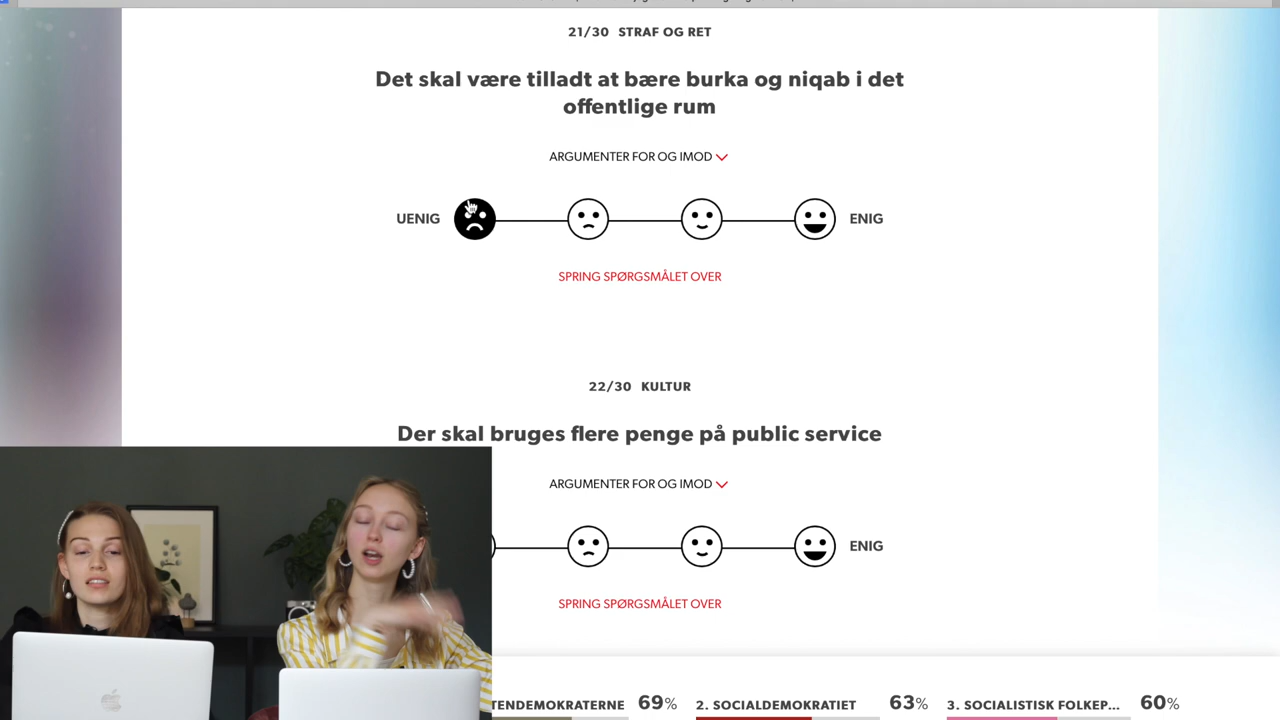 21/30 STRAF OG RET
Det skal være tilladt at bære burka og niqab i det
offentlige rum
ARGUMENTER FOR OG IMOD
UENIG
ENIG
SPRING SPØRGSMÅLET OVER
22/30 KULTUR
Der skal bruges flere penge på public service
ARGUMENTER FOR OG IMOD
ENIG
SPRING SPØRGSMÅLET OVER
TENDEMOKRATERNE 69% 2. SOCIALDEMOKRATIET 63% 3. SOCIALISTISK FOLKEP... 60%